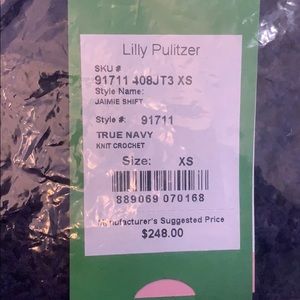 Lilly Pulitzer
SKU #
91711 408JT3 XS
Style Name:
JAIMIE SHIFT
Style #: 91711
TRUE NAVY
KNIT CROCHET
Size: XS
889069 070168
Manufacturer's Suggested Price
$248.00